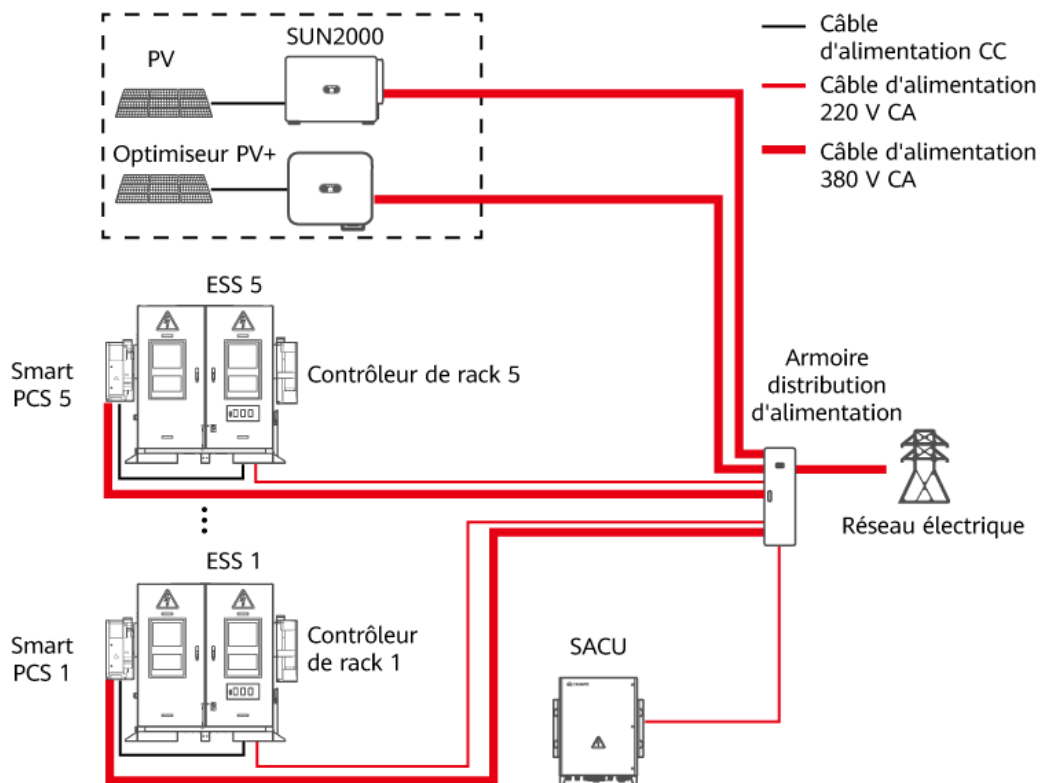 SUN2000
PV
Optimiseur PV+
Câble
d'alimentation CC
Câble d'alimentation
220 V CA
Câble d'alimentation
380 V CA
ESS 5
Smart
PCS 5
Contrôleur de rack 5
Armoire
distribution
d'alimentation
Réseau électrique
ESS 1
Smart
PCS 1
Contrôleur
de rack 1
SACU